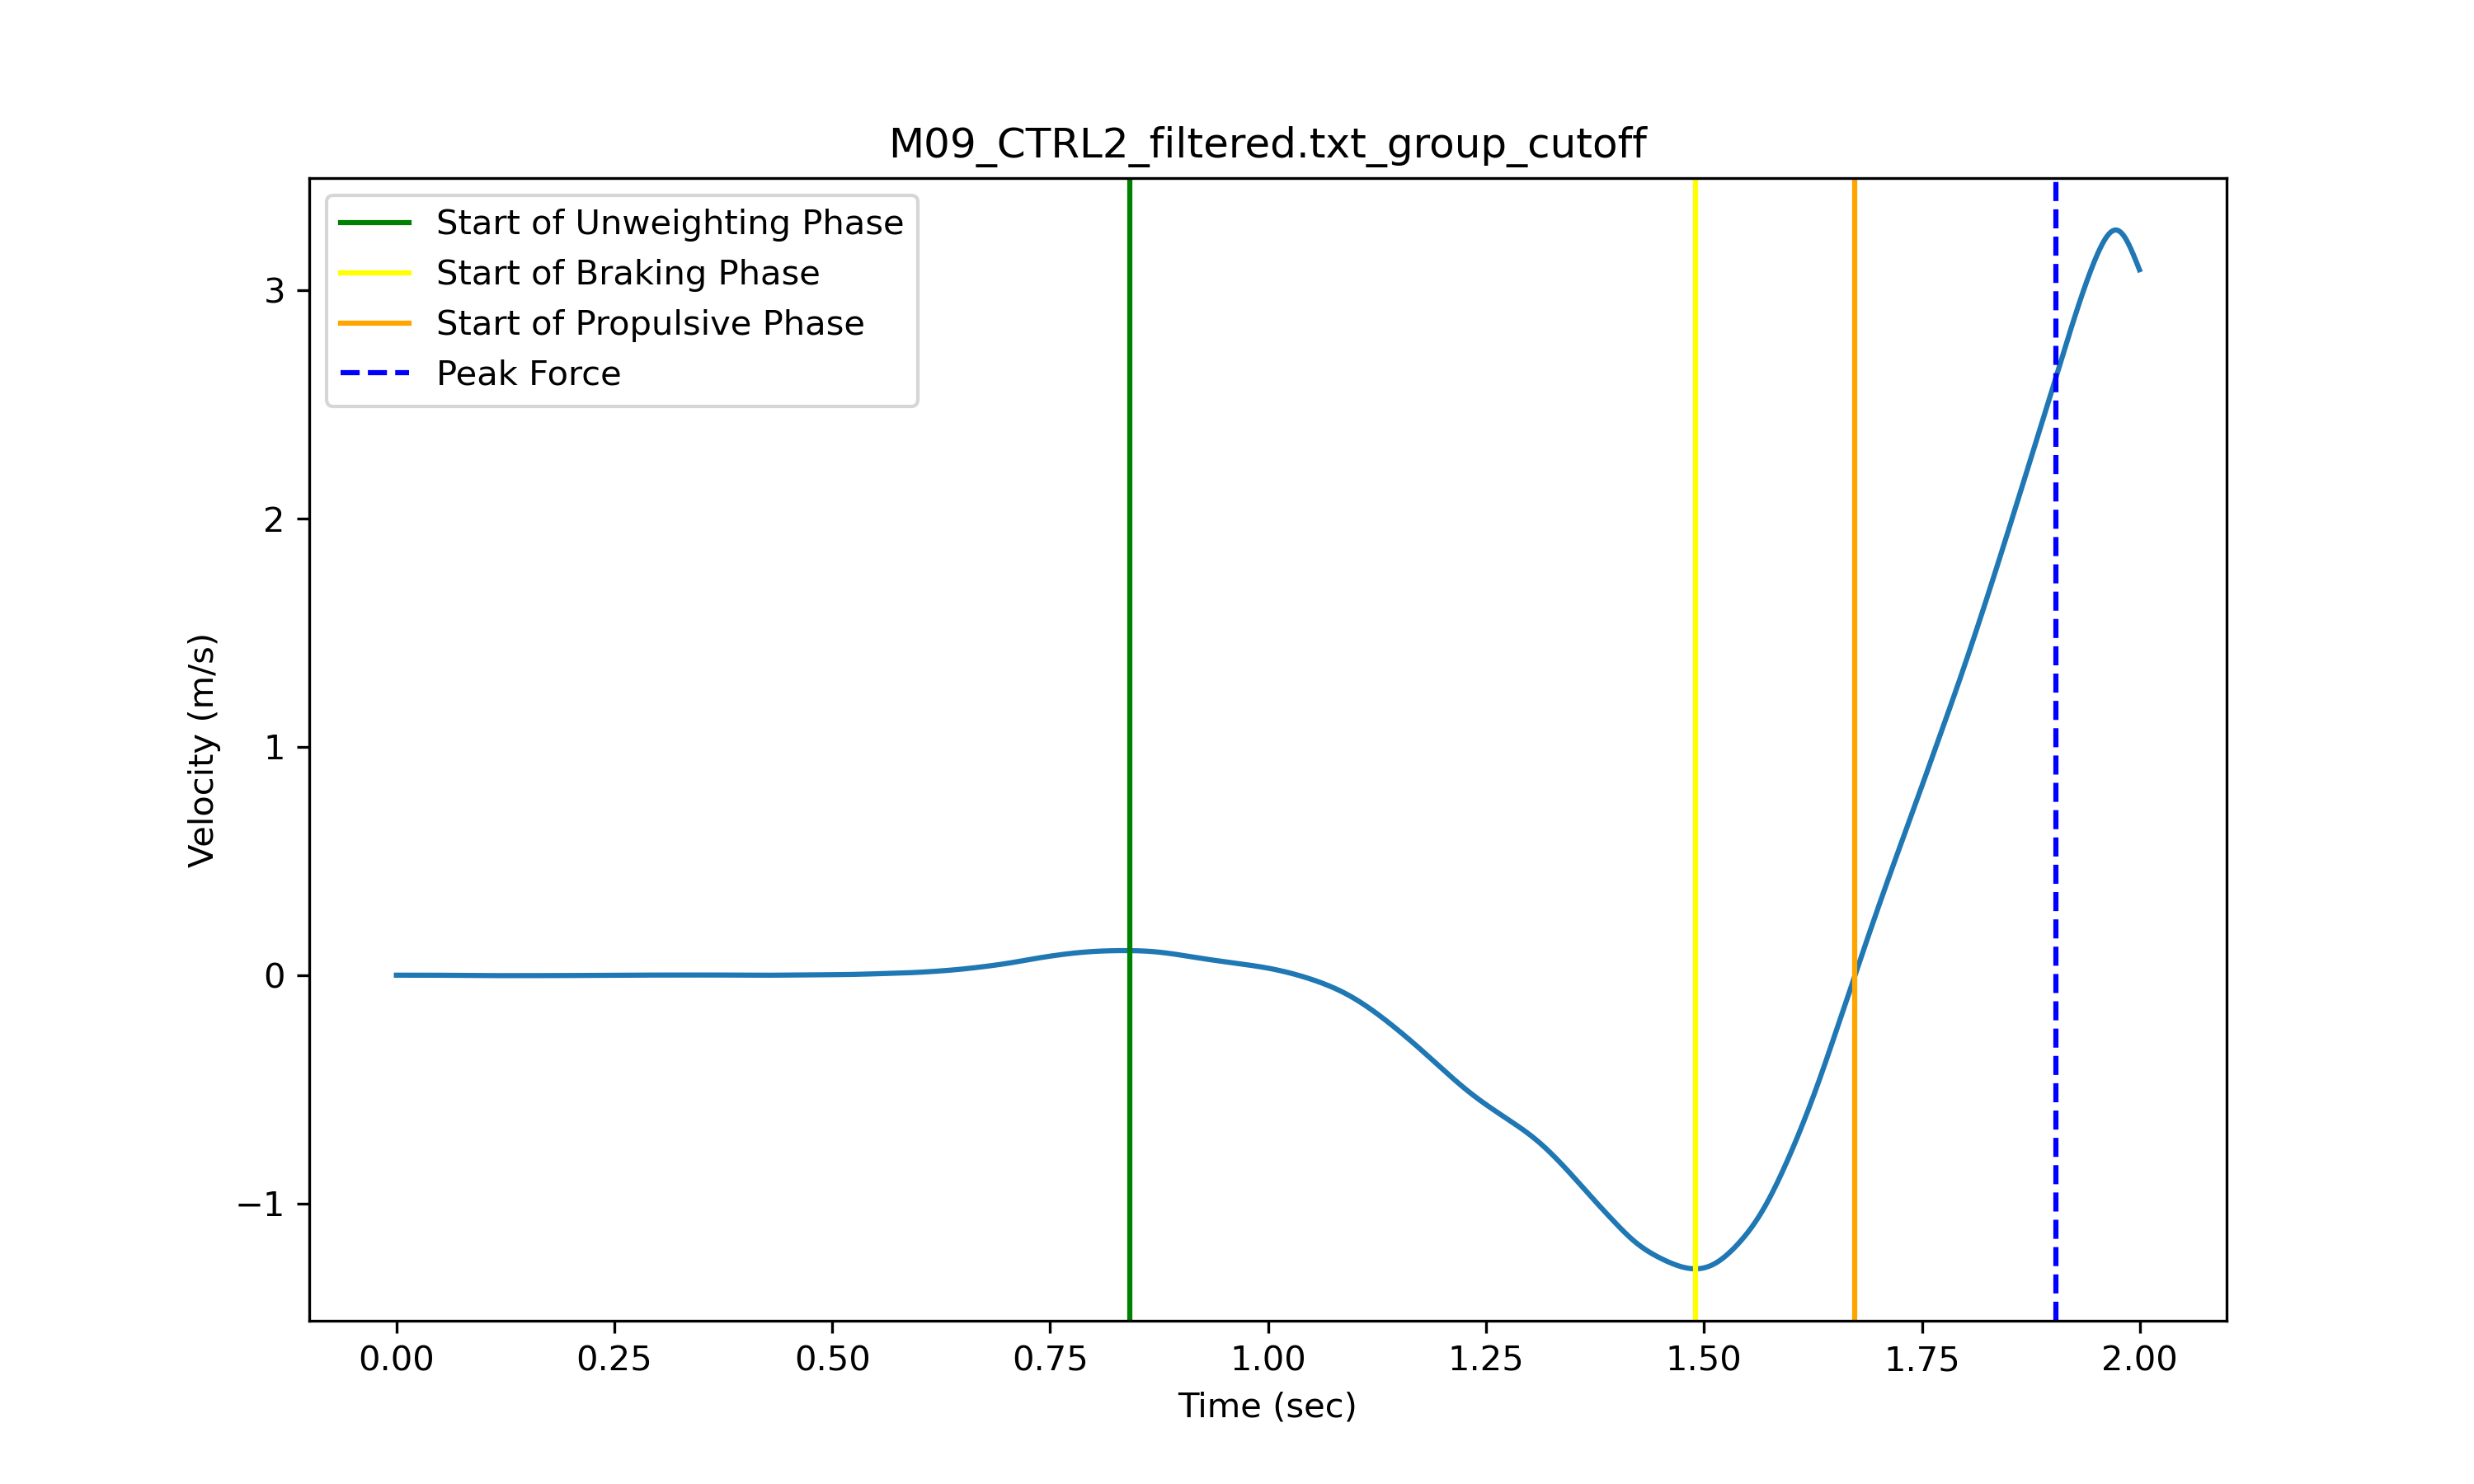 M09_CTRL2_filtered.txt_group_cutoff
Start of Unweighting Phase
Start of Braking Phase
Start of Propulsive Phase
Peak Force
3
2
1
0
−1
Velocity (m/s)
0.00 0.25 0.50 0.75 1.00 1.25 1.50 1.75 2.00
Time (sec)